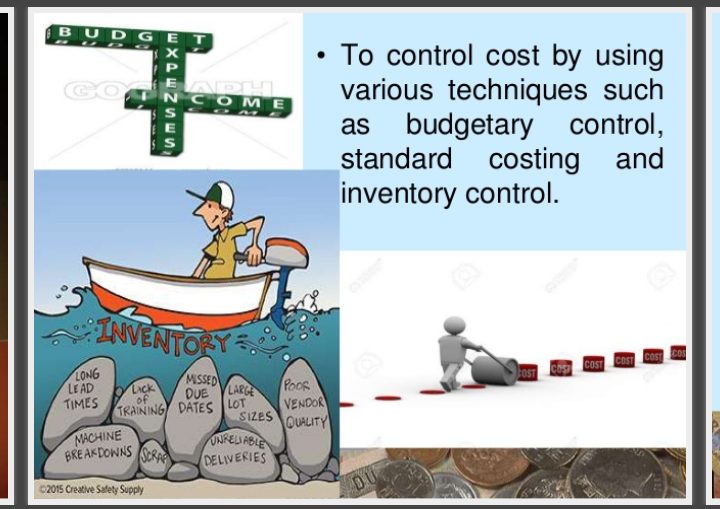 BUDGET
EXPENSES
INCOME
• To control cost by using
various techniques such
as budgetary control,
standard costing and
inventory control.
INVENTORY
LONG
LEAD
TIMES
LACK
OF
TRAINING
MISSED
DUE
DATES
LARGE
LOT
SIZES
POOR
VENDOR
QUALITY
MACHINE
BREAKDOWNS
SCRAP
UNRELIABLE
DELIVERIES
©2015 Creative Safety Supply
COST
COST
COST
COST
COST
COS